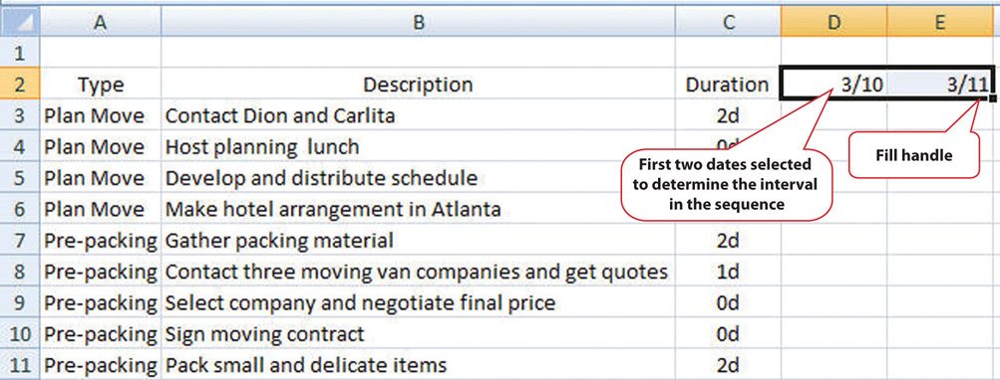 A B C D E
1
2 Type Description Duration 3/10 3/11
3 Plan Move Contact Dion and Carlita 2d
4 Plan Move Host planning lunch 0d
5 Plan Move Develop and distribute schedule
6 Plan Move Make hotel arrangement in Atlanta
7 Pre-packing Gather packing material 2d
8 Pre-packing Contact three moving van companies and get quotes 1d
9 Pre-packing Select company and negotiate final price 0d
10 Pre-packing Sign moving contract 0d
11 Pre-packing Pack small and delicate items 2d
First two dates selected
to determine the interval
in the sequence
Fill handle